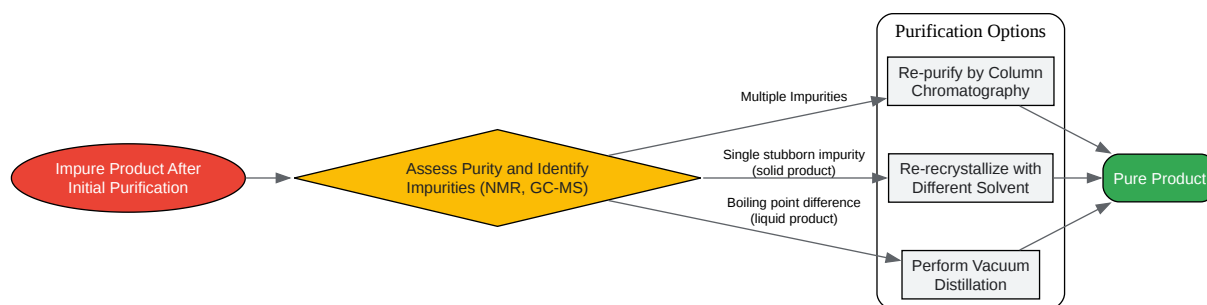 Impure Product After
Initial Purification
Assess Purity and Identify
Impurities (NMR, GC-MS)
Multiple Impurities
Single stubborn impurity
(solid product)
Boiling point difference
(liquid product)
Purification Options
Re-purify by Column
Chromatography
Re-recrystallize with
Different Solvent
Perform Vacuum
Distillation
Pure Product